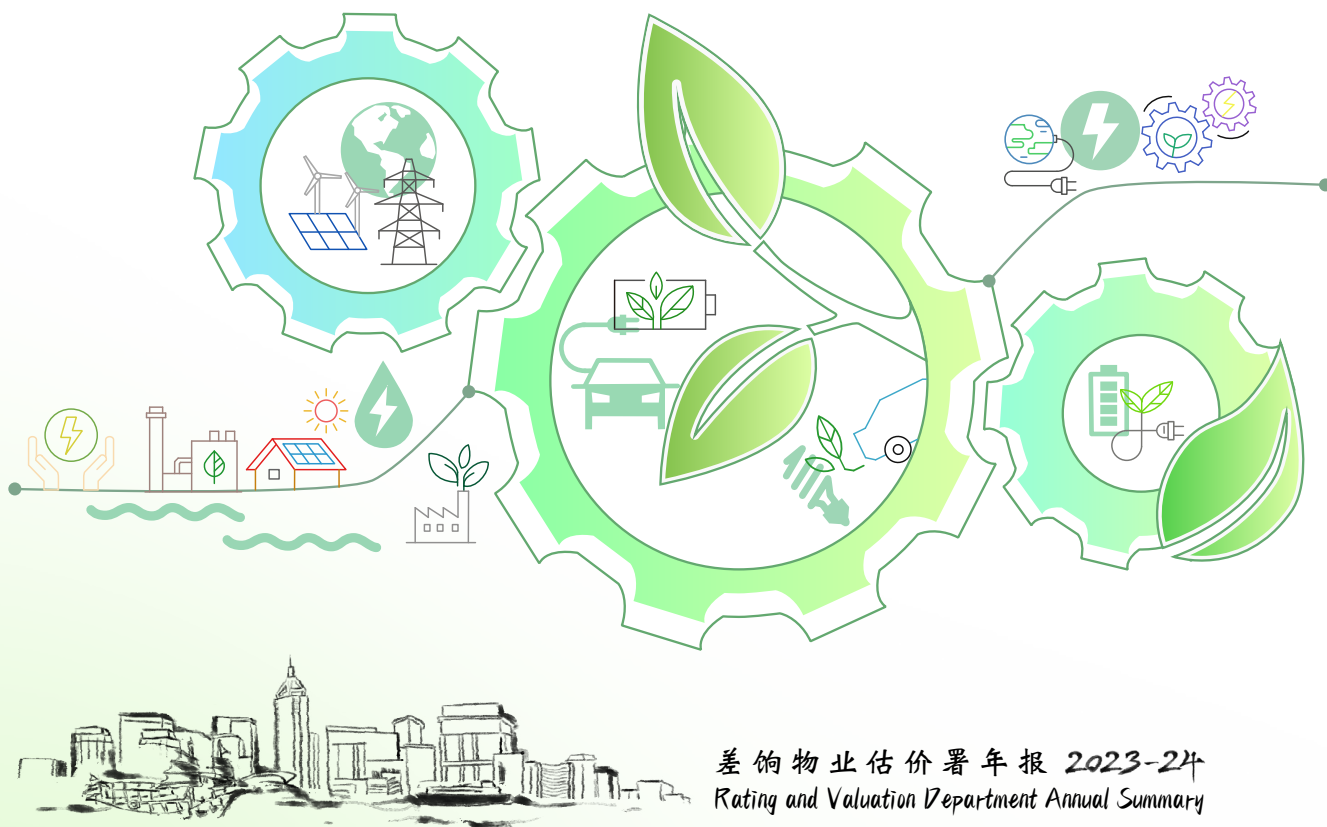 差饷物业估价署年报 2023-24
Rating and Valuation Department Annual Summary